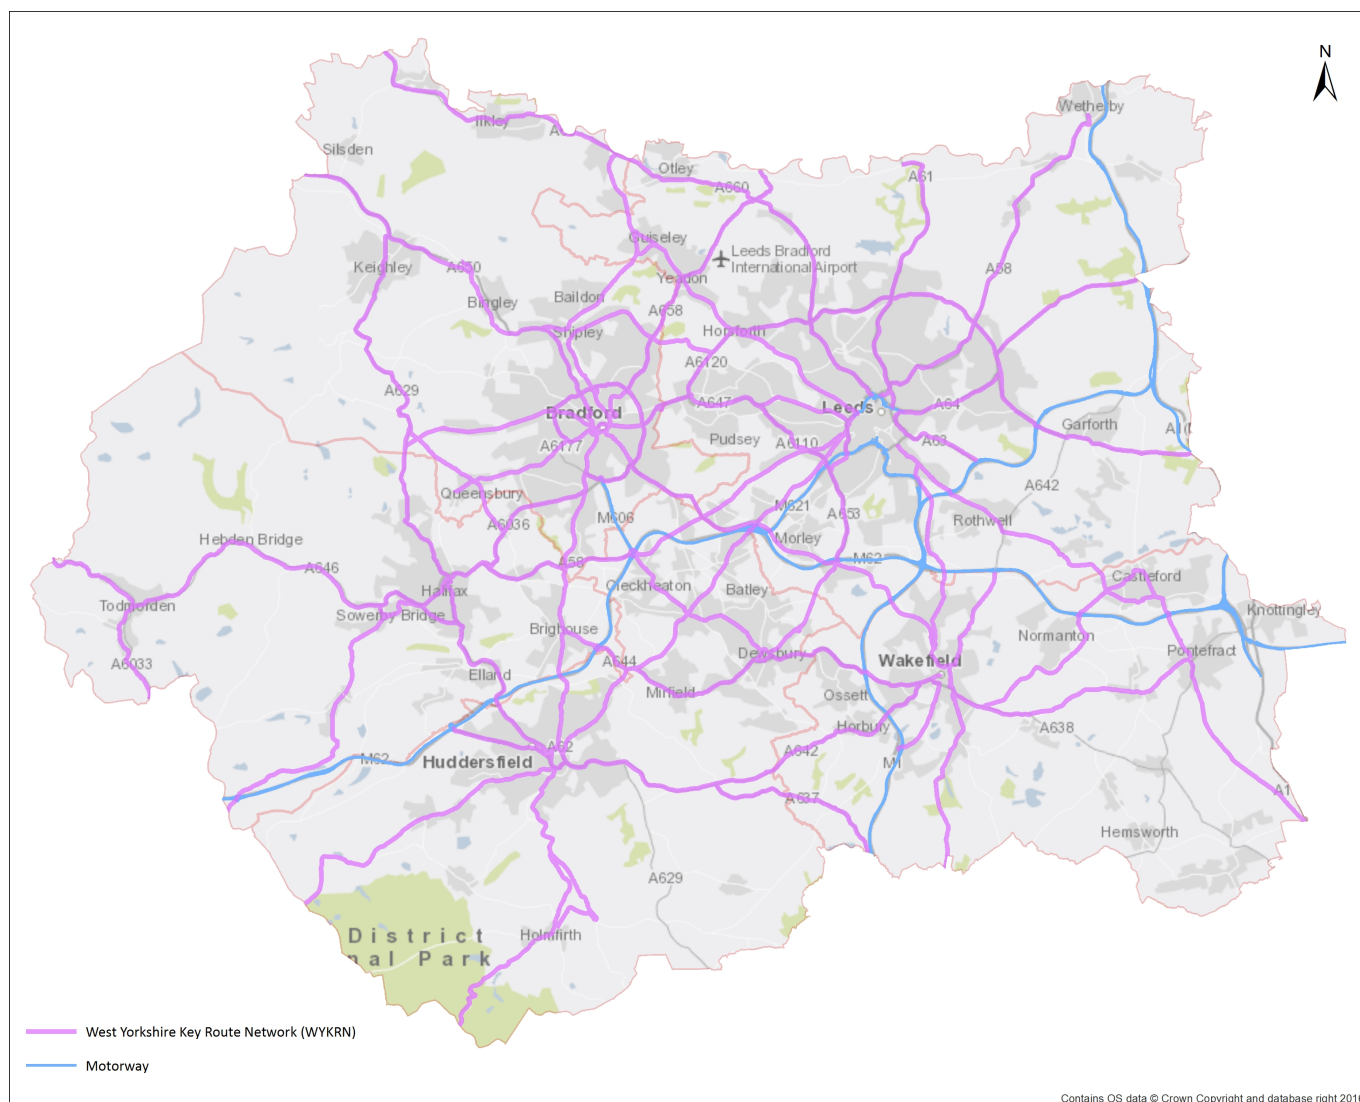 N
Wetherby
Ilkley
Silsden
Otley
A660
A61
Guiseley
Leeds Bradford
International Airport
Keighley
A650
Yeadon
A58
Bingley
Baildon
A658
Shipley
Horsforth
A6120
A629
Bradford
A647
Leeds
A64
Garforth
Pudsey
A6110
A63
A6177
Queensbury
A642
M621
A653
M606
A6036
Rothwell
Hebden Bridge
Morley
A58
M62
A646
Cleckheaton
Batley
Castleford
Halifax
Todmorden
Sowerby Bridge
Knottingley
Brighouse
Normanton
Dewsbury
Wakefield
Pontefract
A6033
A644
Elland
Mirfield
Ossett
Horbury
A638
A62
A642
M62
Huddersfield
M1
A637
A1
Hemsworth
A629
District
nal Park
Holmfirth
West Yorkshire Key Route Network (WYKRN)
Motorway
Contains OS data © Crown Copyright and database right 2016